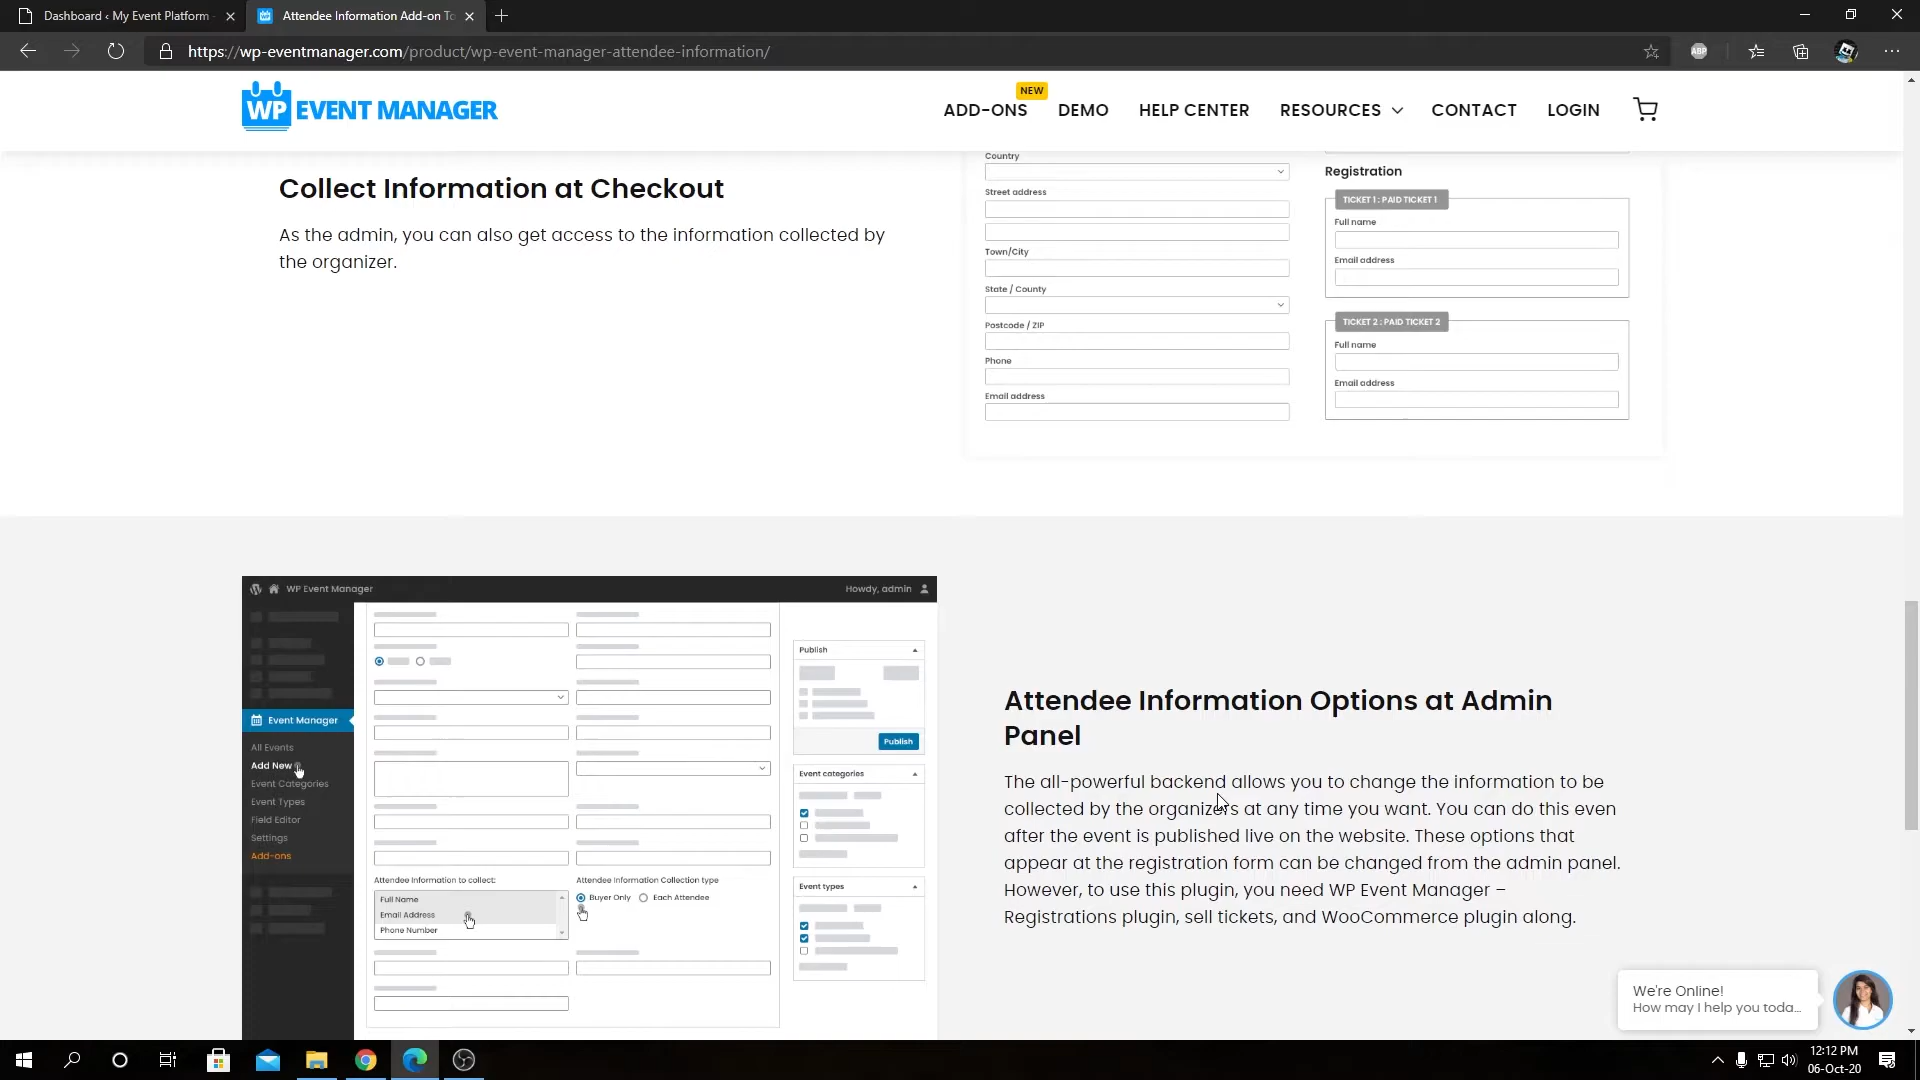 Dashboard ‹ My Event Platform
Attendee Information Add-on To
https://wp-eventmanager.com/product/wp-event-manager-attendee-information/
ABP
WP EVENT MANAGER
ADD-ONS
NEW
DEMO
HELP CENTER
RESOURCES
CONTACT
LOGIN
Collect Information at Checkout
As the admin, you can also get access to the information collected by
the organizer.
Country
Street address
Town/City
State / County
Postcode / ZIP
Phone
Email address
Registration
TICKET 1 : PAID TICKET 1
Full name
Email address
TICKET 2 : PAID TICKET 2
Full name
Email address
WP Event Manager
Howdy, admin
Event Manager
All Events
Add New
Event Categories
Event Types
Field Editor
Settings
Add-ons
Attendee Information to collect:
Full Name
Email Address
Phone Number
Attendee Information Collection type
Buyer Only
Each Attendee
Publish
Publish
Event categories
Event types
Attendee Information Options at Admin
Panel
The all-powerful backend allows you to change the information to be
collected by the organizers at any time you want. You can do this even
after the event is published live on the website. These options that
appear at the registration form can be changed from the admin panel.
However, to use this plugin, you need WP Event Manager –
Registrations plugin, sell tickets, and WooCommerce plugin along.
We're Online!
How may I help you toda...
12:12 PM
06-Oct-20